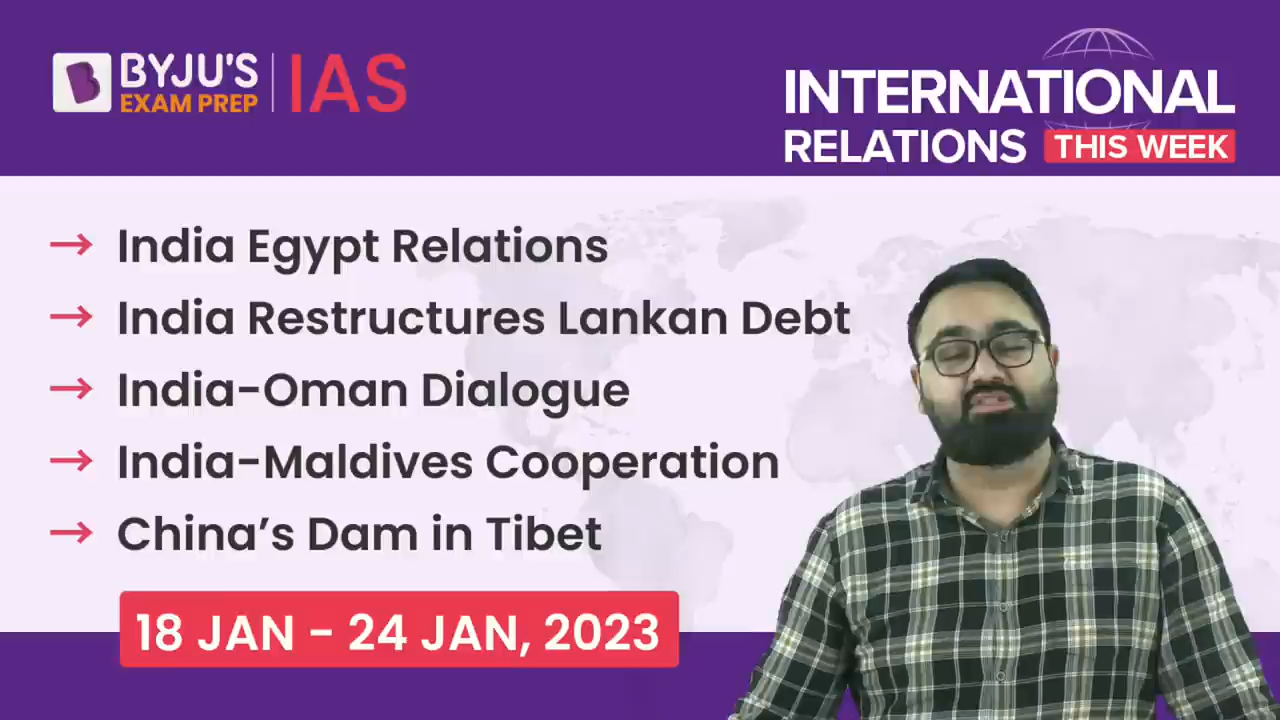 BYJU'S
EXAM PREP
IAS
INTERNATIONAL
RELATIONS THIS WEEK
→ India Egypt Relations
→ India Restructures Lankan Debt
→ India-Oman Dialogue
→ India-Maldives Cooperation
→ China's Dam in Tibet
18 JAN - 24 JAN, 2023